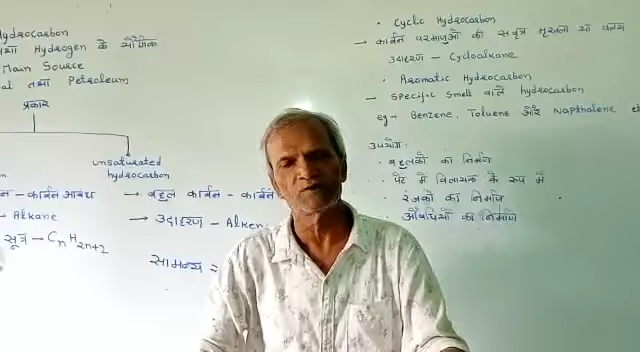 Hydrocarbon
तथा Hydrogen के यौगिक
Main Source
तथा Petroleum
प्रकार
unsaturated
hydrocarbon
कार्बन आबंध
→ बहुल कार्बन - कार्बन
- Alkane
→ उदाहरण - Alken
सूत्र - CnH2n+2
सामान्य =
• Cyclic Hydrocarbon
→ कार्बन परमाणुओं की संवृत श्रृंखला या वलय
उदाहरण - Cycloalkane
• Aromatic Hydrocarbon
- specific smell वाले hydrocarbon
eg - Benzene, Toluene और Napthalene
उपयोग:
• बहुलकों का निर्माण
• पेंट में विलायक के रूप में
• रंजकों का निर्माण
• औषधियों का निर्माण